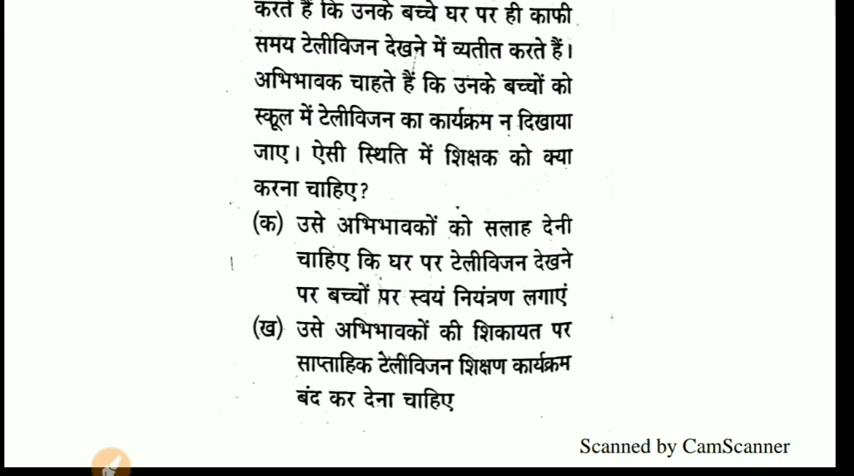 करते हैं कि उनके बच्चे घर पर ही काफी
समय टेलीविजन देखने में व्यतीत करते हैं।
अभिभावक चाहते हैं कि उनके बच्चों को
स्कूल में टेलीविजन का कार्यक्रम न दिखाया
जाए। ऐसी स्थिति में शिक्षक को क्या
करना चाहिए?
(क) उसे अभिभावकों को सलाह देनी
चाहिए कि घर पर टेलीविजन देखने
पर बच्चों पर स्वयं नियंत्रण लगाएं
(ख) उसे अभिभावकों की शिकायत पर
साप्ताहिक टेलीविजन शिक्षण कार्यक्रम
बंद कर देना चाहिए
Scanned by CamScanner